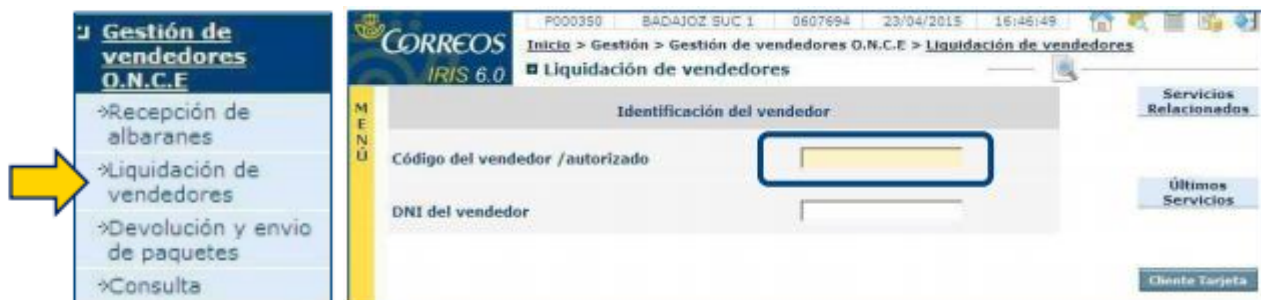 Gestión de
vendedores
O.N.C.E
Recepción de
albaranes
Liquidación de
vendedores
Devolución y envio
de paquetes
Consulta
CORREOS
IRIS 6.0
P000350 BADAJOZ SUC 1 0607694 23/04/2015 16:46:49
Inicio > Gestión > Gestión de vendedores O.N.C.E > Liquidación de vendedores
Liquidación de vendedores
MENÚ
Identificación del vendedor
Código del vendedor /autorizado
DNI del vendedor
Servicios
Relacionados
Últimos
Servicios
Cliente Tarjeta